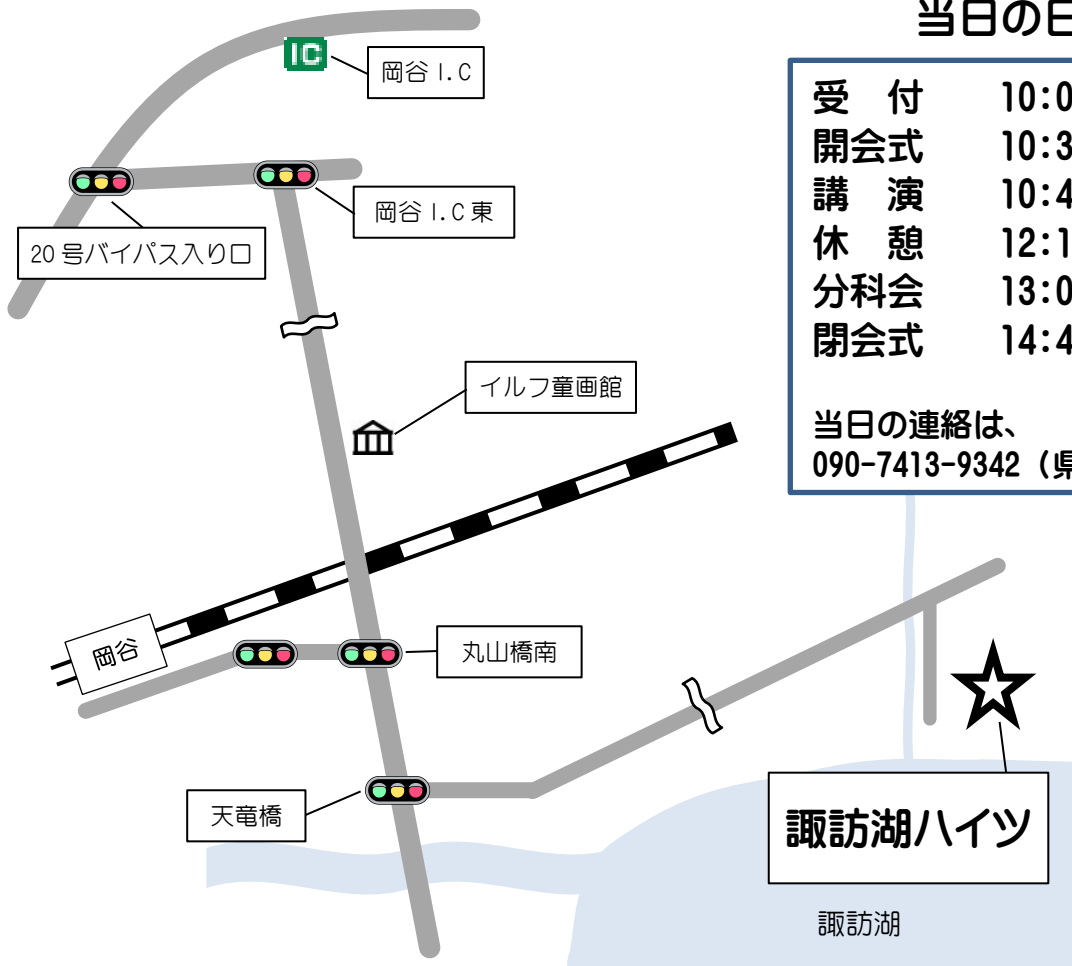 当日の日
IC
岡谷 I.C
受　付　10:0
開会式　10:3
講　演　10:4
休　憩　12:1
分科会　13:0
閉会式　14:4
当日の連絡は、
090-7413-9342（県
岡谷 I.C 東
20 号バイパス入り口
イルフ童画館
岡谷
丸山橋南
天竜橋
諏訪湖ハイツ
諏訪湖